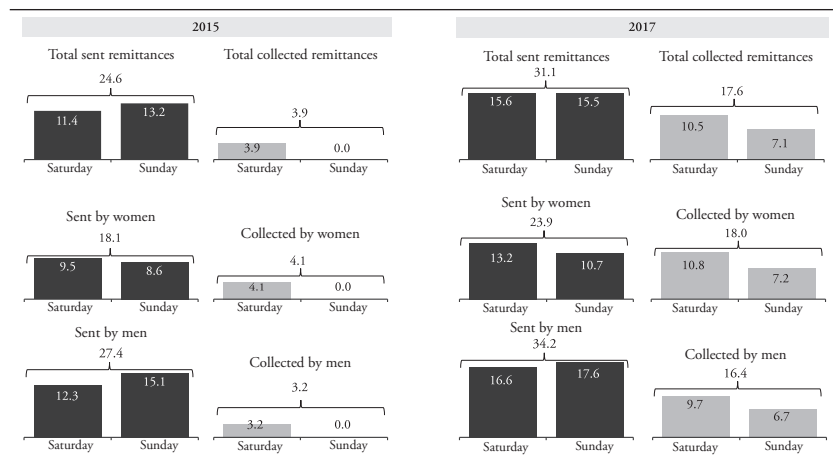 2015
Total sent remittances
Total collected remittances
24.6
11.4
13.2
Saturday
Sunday
3.9
3.9
0.0
Saturday
Sunday
Sent by women
18.1
9.5
8.6
Saturday
Sunday
Collected by women
4.1
4.1
0.0
Saturday
Sunday
Sent by men
27.4
12.3
15.1
Saturday
Sunday
Collected by men
3.2
3.2
0.0
Saturday
Sunday
2017
Total sent remittances
31.1
15.6
15.5
Saturday
Sunday
Total collected remittances
17.6
10.5
7.1
Saturday
Sunday
Sent by women
23.9
13.2
10.7
Saturday
Sunday
Collected by women
18.0
10.8
7.2
Saturday
Sunday
Sent by men
34.2
16.6
17.6
Saturday
Sunday
Collected by men
16.4
9.7
6.7
Saturday
Sunday